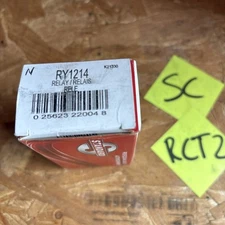 N
RY1214
RELAY/RELAIS
0 25623 22004 8
SC
RCT2